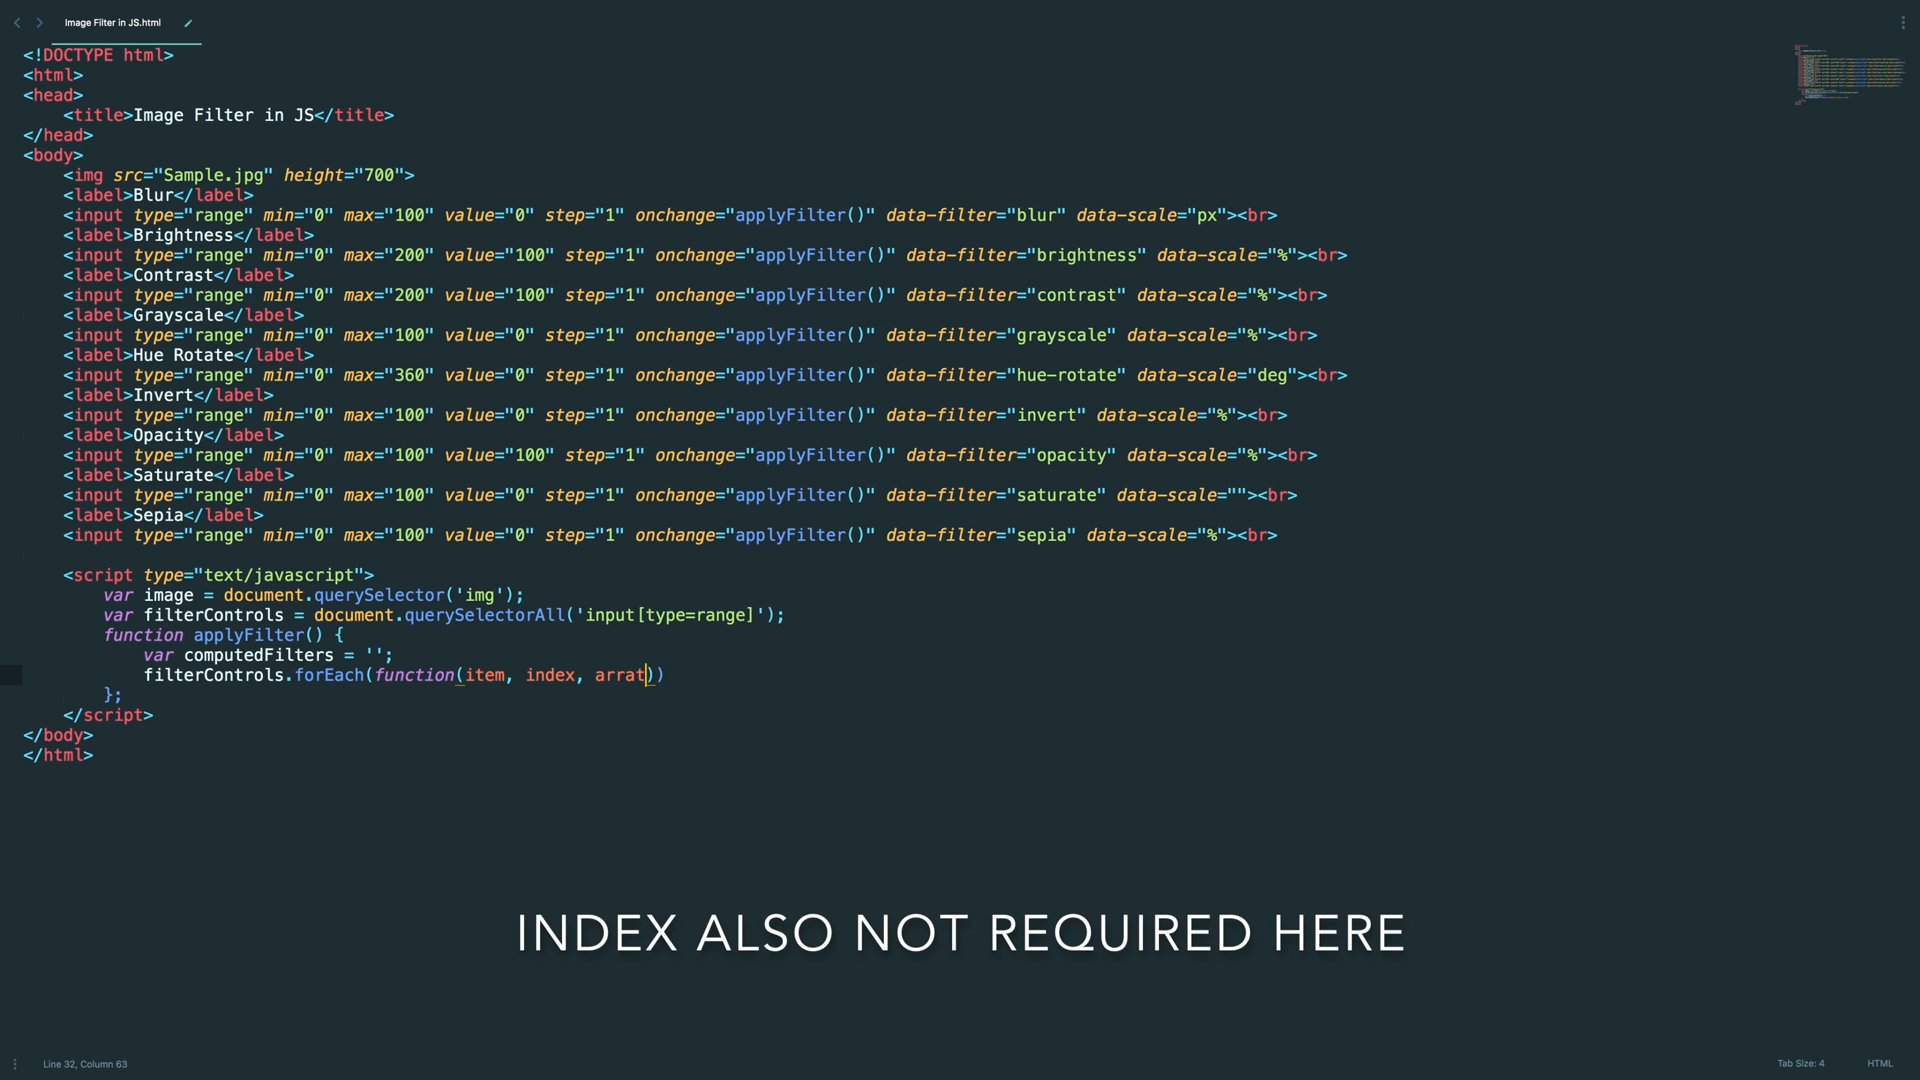 Image Filter in JS.html
<!DOCTYPE html>
<html>
<head>
    <title>Image Filter in JS</title>
</head>
<body>
    <img src="Sample.jpg" height="700">
    <label>Blur</label>
    <input type="range" min="0" max="100" value="0" step="1" onchange="applyFilter()" data-filter="blur" data-scale="px"><br>
    <label>Brightness</label>
    <input type="range" min="0" max="200" value="100" step="1" onchange="applyFilter()" data-filter="brightness" data-scale="%"><br>
    <label>Contrast</label>
    <input type="range" min="0" max="200" value="100" step="1" onchange="applyFilter()" data-filter="contrast" data-scale="%"><br>
    <label>Grayscale</label>
    <input type="range" min="0" max="100" value="0" step="1" onchange="applyFilter()" data-filter="grayscale" data-scale="%"><br>
    <label>Hue Rotate</label>
    <input type="range" min="0" max="360" value="0" step="1" onchange="applyFilter()" data-filter="hue-rotate" data-scale="deg"><br>
    <label>Invert</label>
    <input type="range" min="0" max="100" value="0" step="1" onchange="applyFilter()" data-filter="invert" data-scale="%"><br>
    <label>Opacity</label>
    <input type="range" min="0" max="100" value="100" step="1" onchange="applyFilter()" data-filter="opacity" data-scale="%"><br>
    <label>Saturate</label>
    <input type="range" min="0" max="100" value="0" step="1" onchange="applyFilter()" data-filter="saturate" data-scale=""><br>
    <label>Sepia</label>
    <input type="range" min="0" max="100" value="0" step="1" onchange="applyFilter()" data-filter="sepia" data-scale="%"><br>
    <script type="text/javascript">
        var image = document.querySelector('img');
        var filterControls = document.querySelectorAll('input[type=range]');
        function applyFilter() {
            var computedFilters = '';
            filterControls.forEach(function(item, index, arrat))
        };
    </script>
</body>
</html>
INDEX ALSO NOT REQUIRED HERE
Line 32, Column 63
Tab Size: 4
HTML